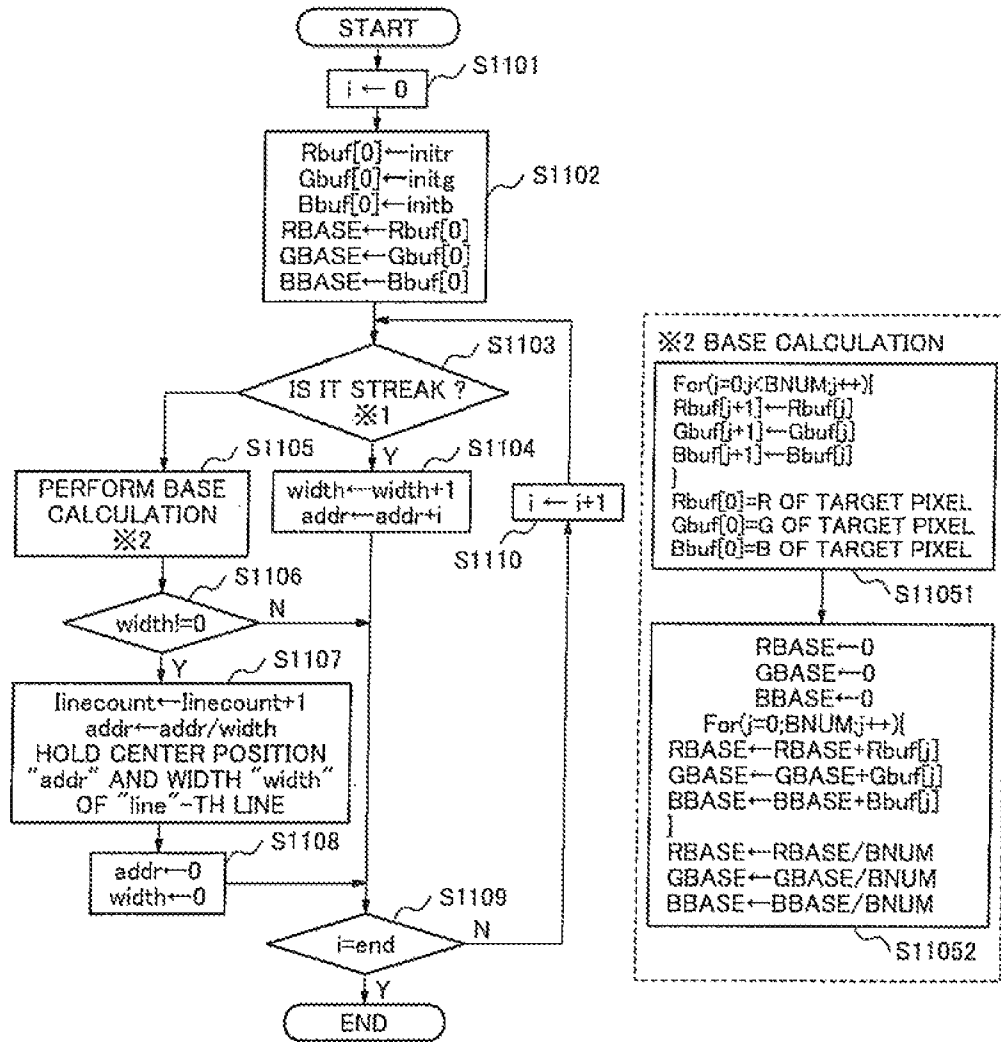 START
S1101
i ← 0
Rbuf[0]←initr
Gbuf[0]←initg
Bbuf[0]←initb
RBASE←Rbuf[0]
GBASE←Gbuf[0]
BBASE←Bbuf[0]
S1102
S1103
IS IT STREAK ?
※1
Y
S1104
width←width+1
addr←addr+i
S1105
PERFORM BASE
CALCULATION
※2
i ← i+1
S1110
S1106
width!=0
N
Y
S1107
linecount←linecount+1
addr←addr/width
HOLD CENTER POSITION
"addr" AND WIDTH "width"
OF "line"-TH LINE
S1108
addr←0
width←0
S1109
i=end
N
Y
END
※2 BASE CALCULATION
For(j=0;j<BNUM;j++){
Rbuf[j+1]←Rbuf[j]
Gbuf[j+1]←Gbuf[j]
Bbuf[j+1]←Bbuf[j]
}
Rbuf[0]=R OF TARGET PIXEL
Gbuf[0]=G OF TARGET PIXEL
Bbuf[0]=B OF TARGET PIXEL
S11051
RBASE←0
GBASE←0
BBASE←0
For(j=0;BNUM;j++){
RBASE←RBASE+Rbuf[j]
GBASE←GBASE+Gbuf[j]
BBASE←BBASE+Bbuf[j]
}
RBASE←RBASE/BNUM
GBASE←GBASE/BNUM
BBASE←BBASE/BNUM
S11052